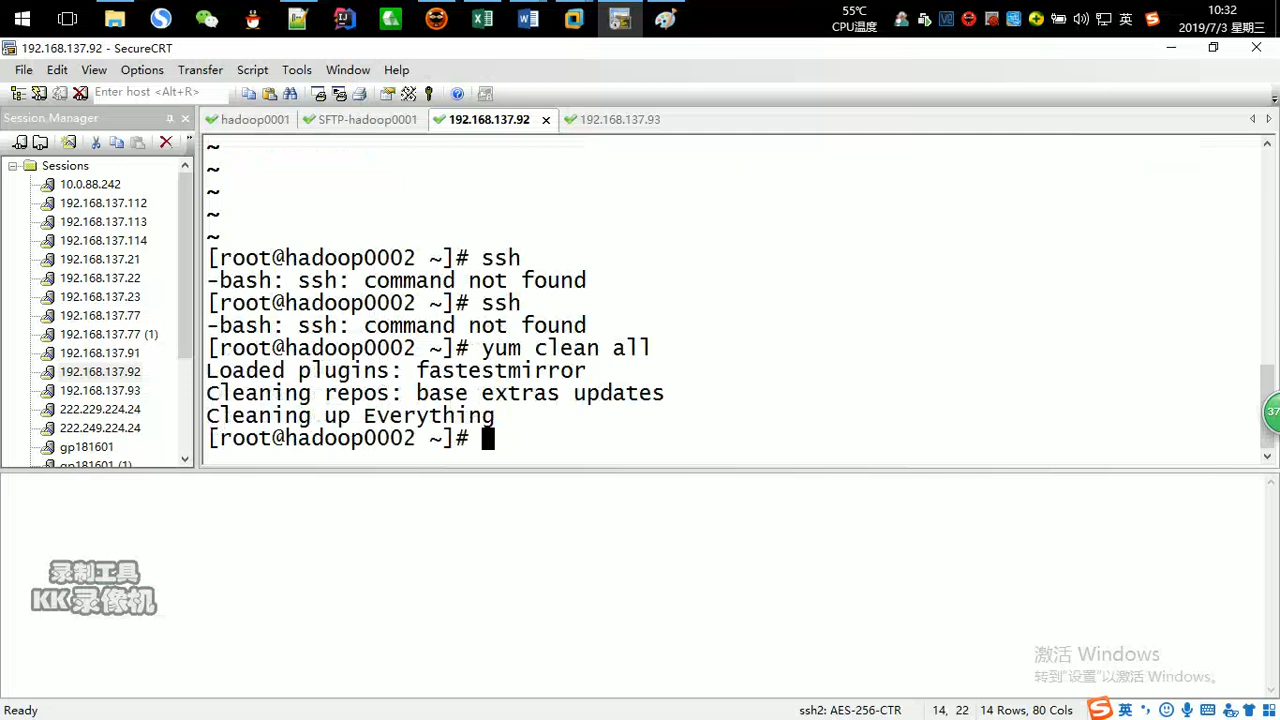 55℃
CPU温度
英
10:32
2019/7/3 星期三
192.168.137.92 - SecureCRT
File Edit View Options Transfer Script Tools Window Help
Enter host <Alt+R>
Session Manager
hadoop0001
SFTP-hadoop0001
192.168.137.92
192.168.137.93
Sessions
10.0.88.242
192.168.137.112
192.168.137.113
192.168.137.114
192.168.137.21
192.168.137.22
192.168.137.23
192.168.137.77
192.168.137.77 (1)
192.168.137.91
192.168.137.92
192.168.137.93
222.229.224.24
222.249.224.24
gp181601
gp181601 (1)
~
~
~
~
~
[root@hadoop0002 ~]# ssh
-bash: ssh: command not found
[root@hadoop0002 ~]# ssh
-bash: ssh: command not found
[root@hadoop0002 ~]# yum clean all
Loaded plugins: fastestmirror
Cleaning repos: base extras updates
Cleaning up Everything
[root@hadoop0002 ~]#
37
录制工具
KK录像机
激活 Windows
转到"设置"以激活 Windows。
Ready
ssh2: AES-256-CTR
14, 22
14 Rows, 80 Cols
英